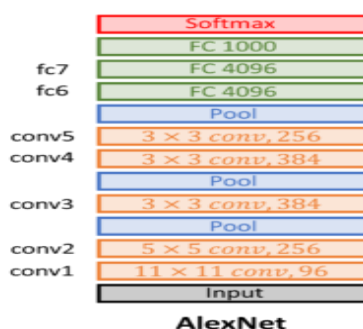 Softmax
FC 1000
fc7 FC 4096
fc6 FC 4096
Pool
conv5 3 × 3 conv, 256
conv4 3 × 3 conv, 384
Pool
conv3 3 × 3 conv, 384
Pool
conv2 5 × 5 conv, 256
conv1 11 × 11 conv, 96
Input
AlexNet